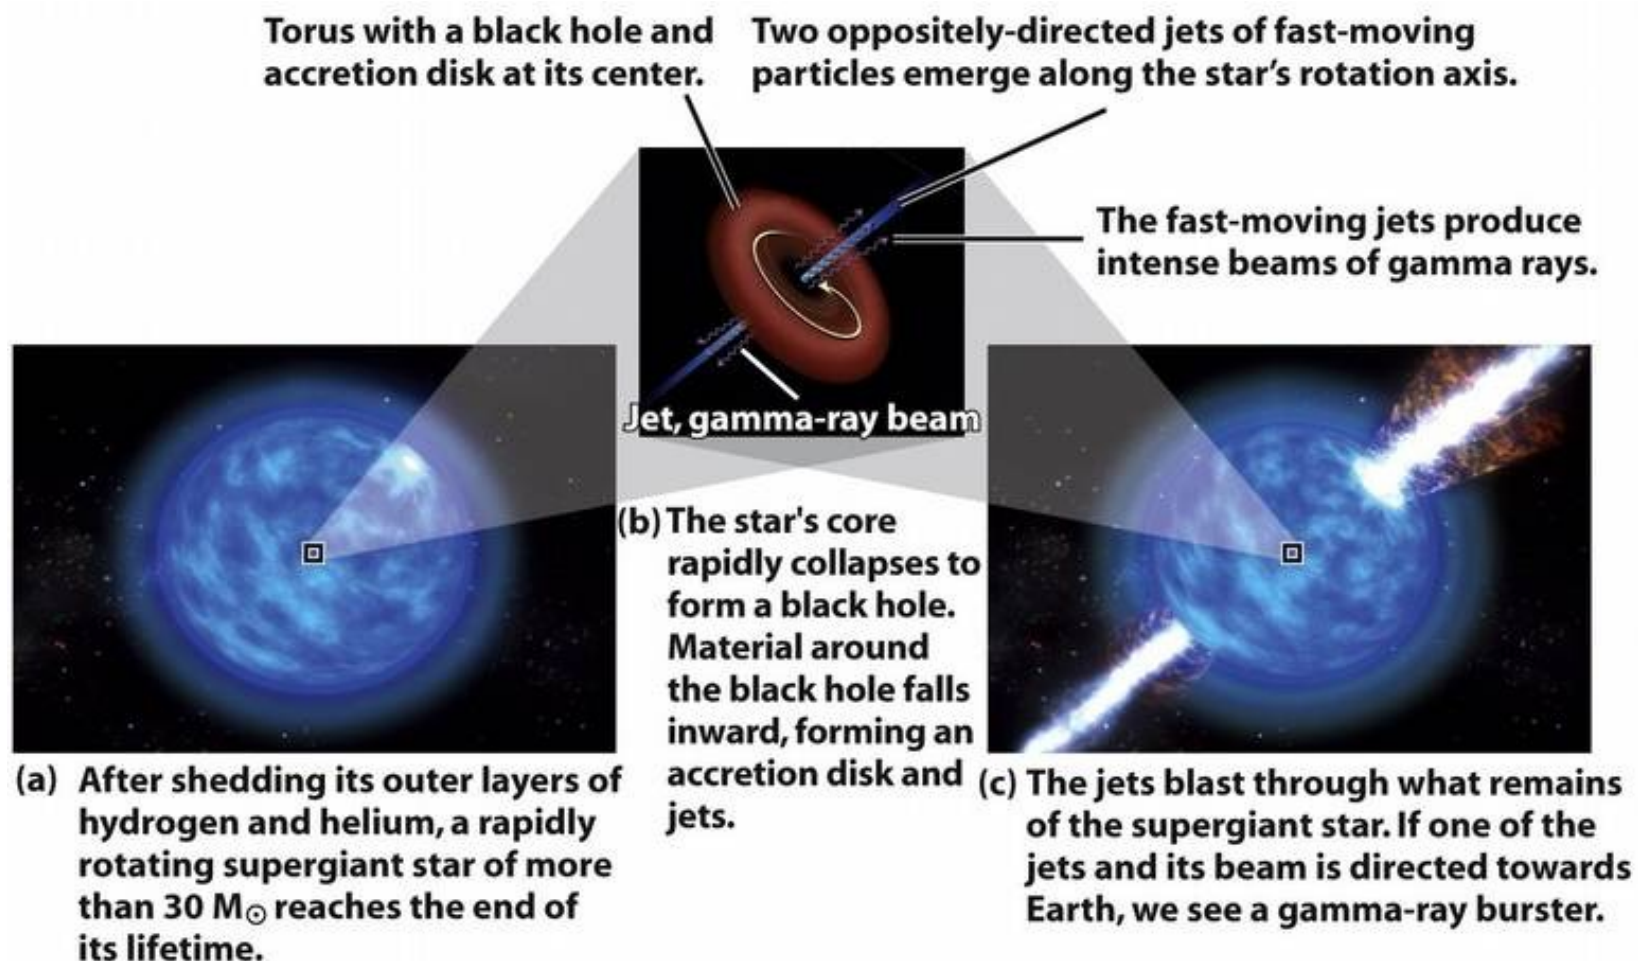 Torus with a black hole and
accretion disk at its center.
Two oppositely-directed jets of fast-moving
particles emerge along the star's rotation axis.
The fast-moving jets produce
intense beams of gamma rays.
Jet, gamma-ray beam
(a) After shedding its outer layers of
hydrogen and helium, a rapidly
rotating supergiant star of more
than 30 M⊙ reaches the end of
its lifetime.
(b) The star's core
rapidly collapses to
form a black hole.
Material around
the black hole falls
inward, forming an
accretion disk and
jets.
(c) The jets blast through what remains
of the supergiant star. If one of the
jets and its beam is directed towards
Earth, we see a gamma-ray burster.